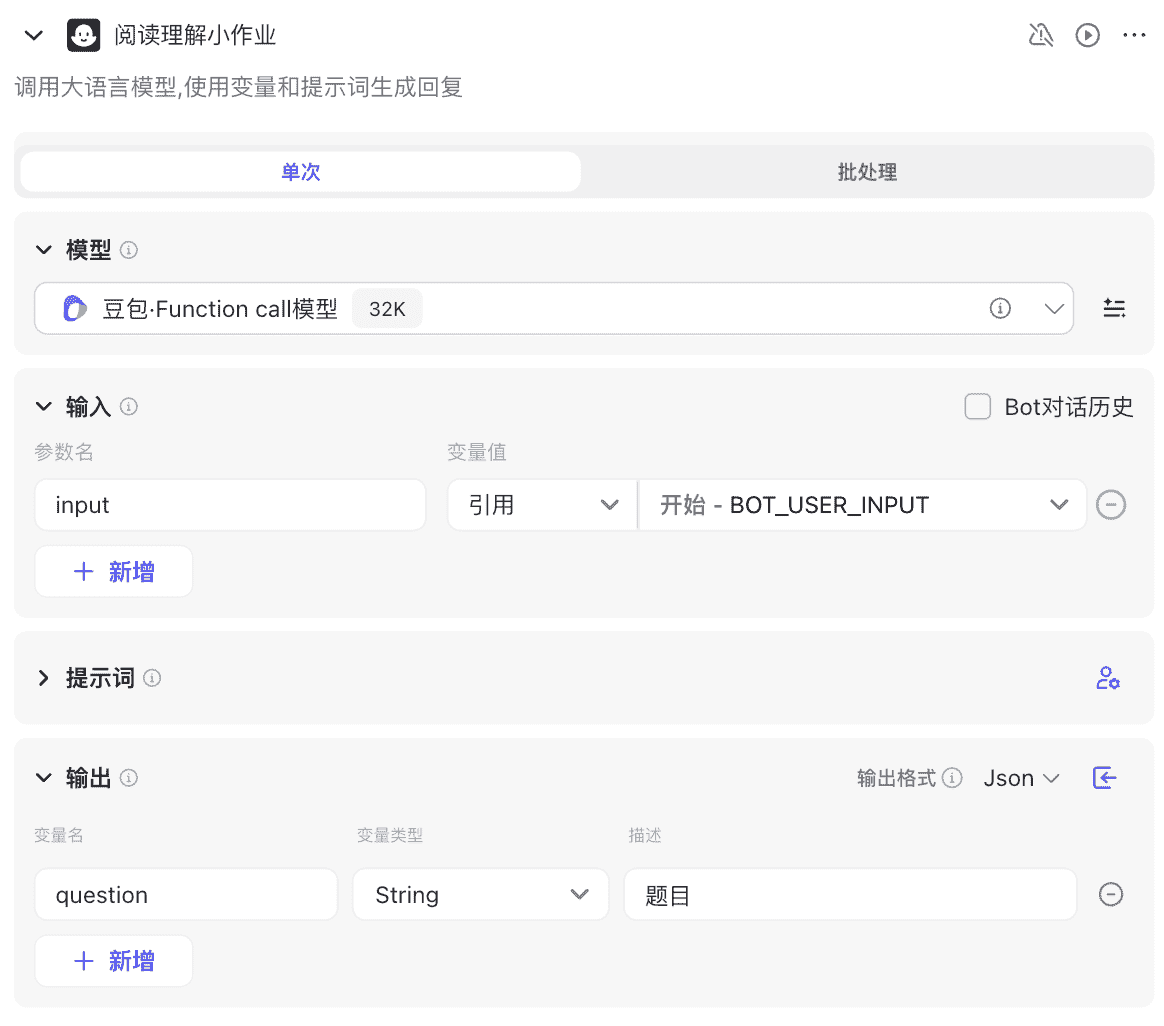 阅读理解小作业
调用大语言模型,使用变量和提示词生成回复
单次 批处理
模型
豆包·Function call模型 32K
输入 Bot对话历史
参数名 变量值
input 引用 开始 - BOT_USER_INPUT
+ 新增
提示词
输出 输出格式 Json
变量名 变量类型 描述
question String 题目
+ 新增